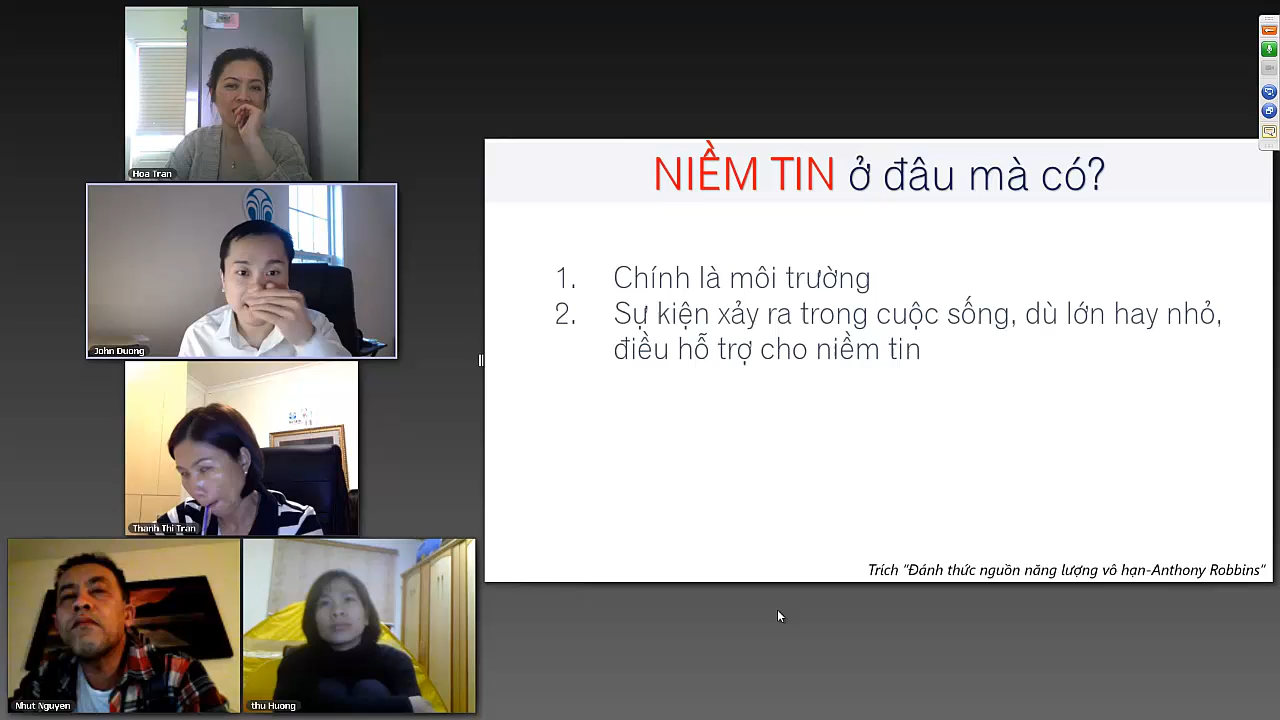 Hoa Tran
John Duong
Thanh Thi Tran
Nhut Nguyen
thu Huong
NIỀM TIN ở đâu mà có?
1. Chính là môi trường
2. Sự kiện xảy ra trong cuộc sống, dù lớn hay nhỏ,
điều hỗ trợ cho niềm tin
Trích "Đánh thức nguồn năng lượng vô hạn-Anthony Robbins"